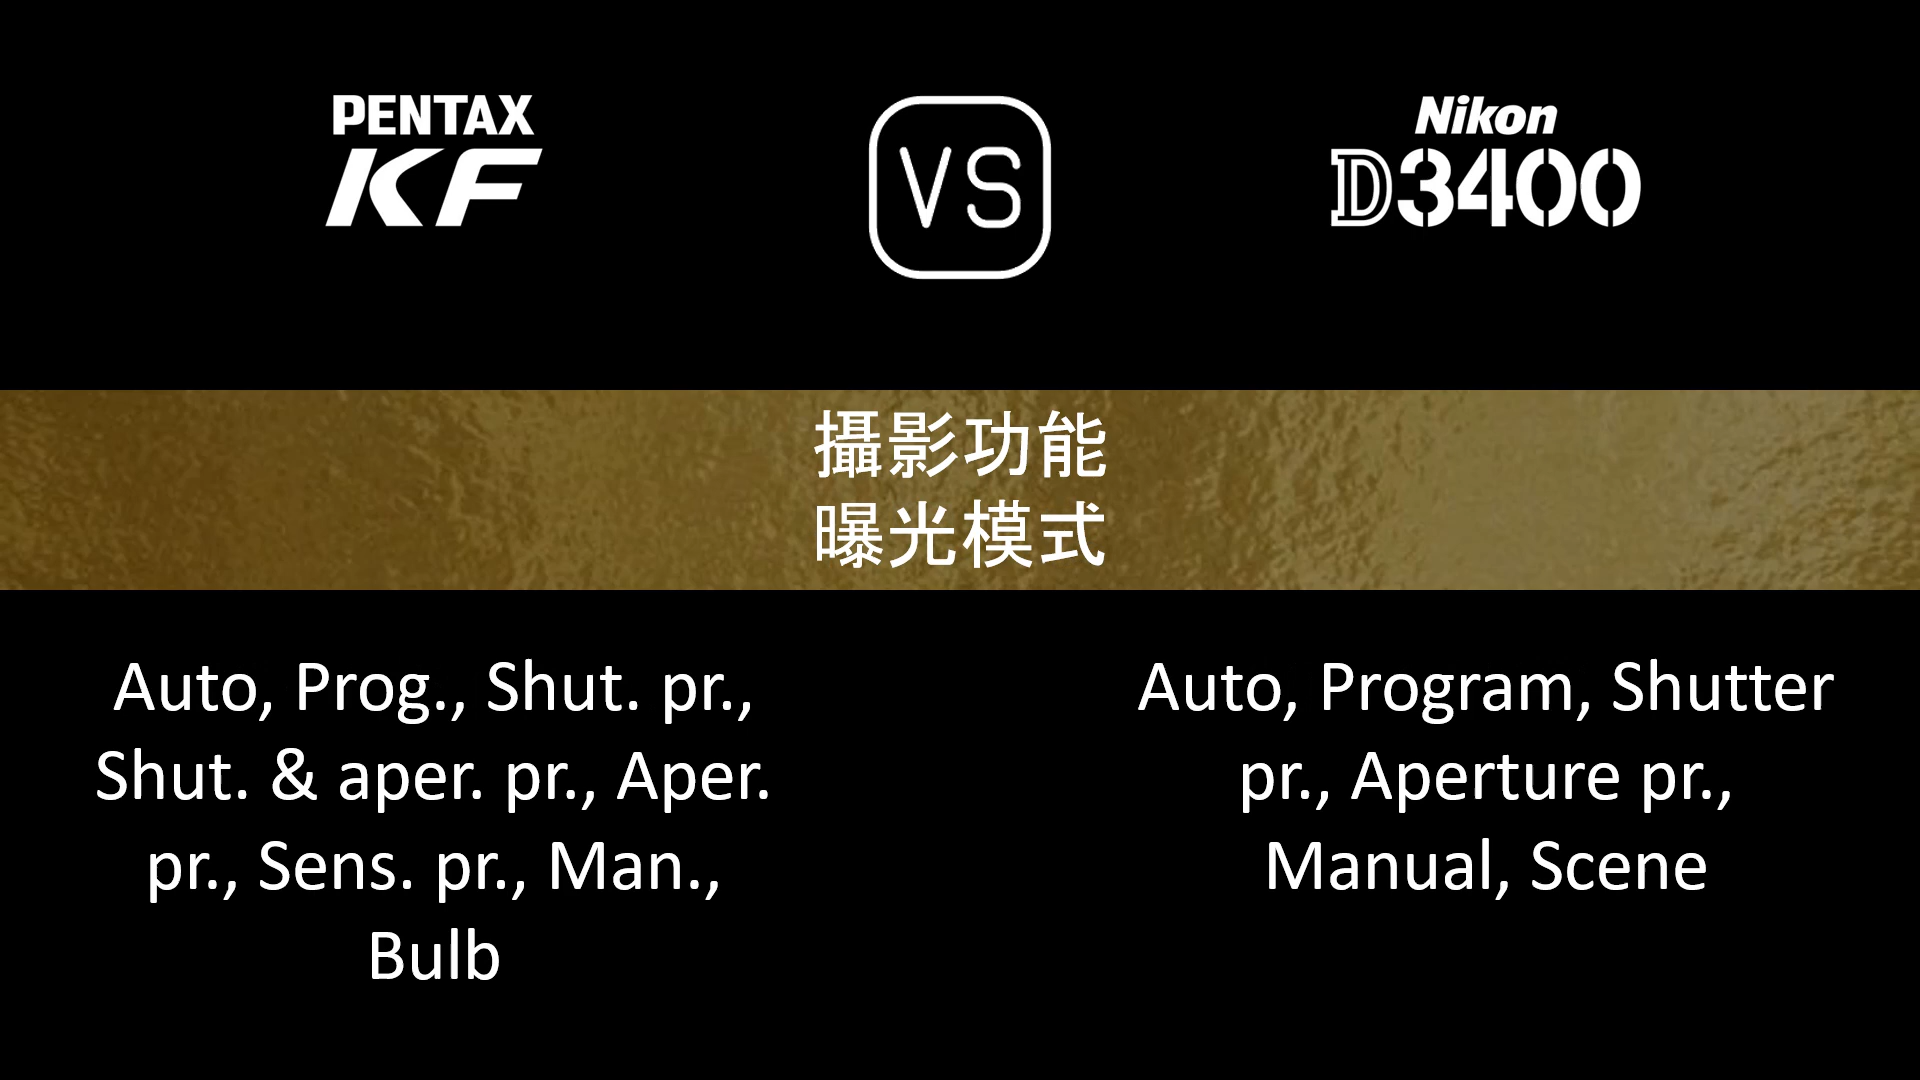 PENTAX
KF
VS
Nikon
D3400
攝影功能
曝光模式
Auto, Prog., Shut. pr.,
Shut. & aper. pr., Aper.
pr., Sens. pr., Man.,
Bulb
Auto, Program, Shutter
pr., Aperture pr.,
Manual, Scene